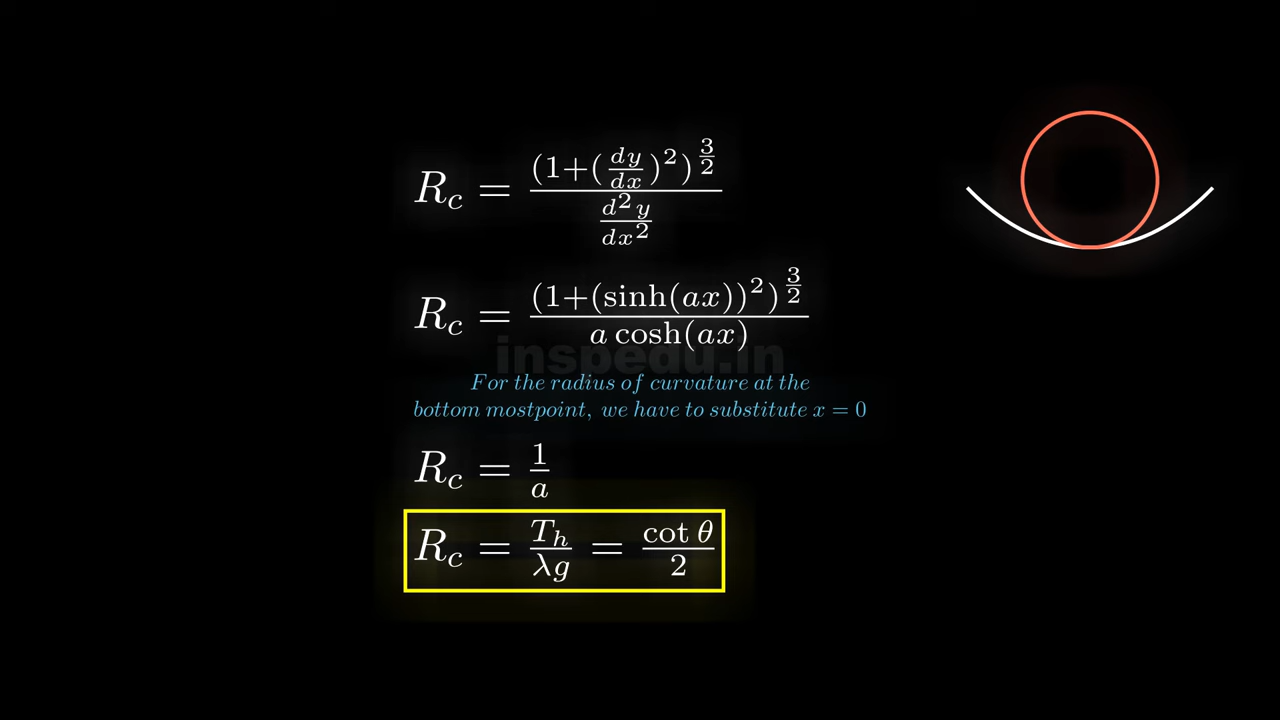 R_c = (1+(dy/dx)^2)^{3/2} / (d^2y/dx^2)
R_c = (1+(sinh(ax))^2)^{3/2} / (a cosh(ax))
inspedu.in
For the radius of curvature at the
bottom mostpoint, we have to substitute x = 0
R_c = 1/a
R_c = T_h/λg = cot θ/2